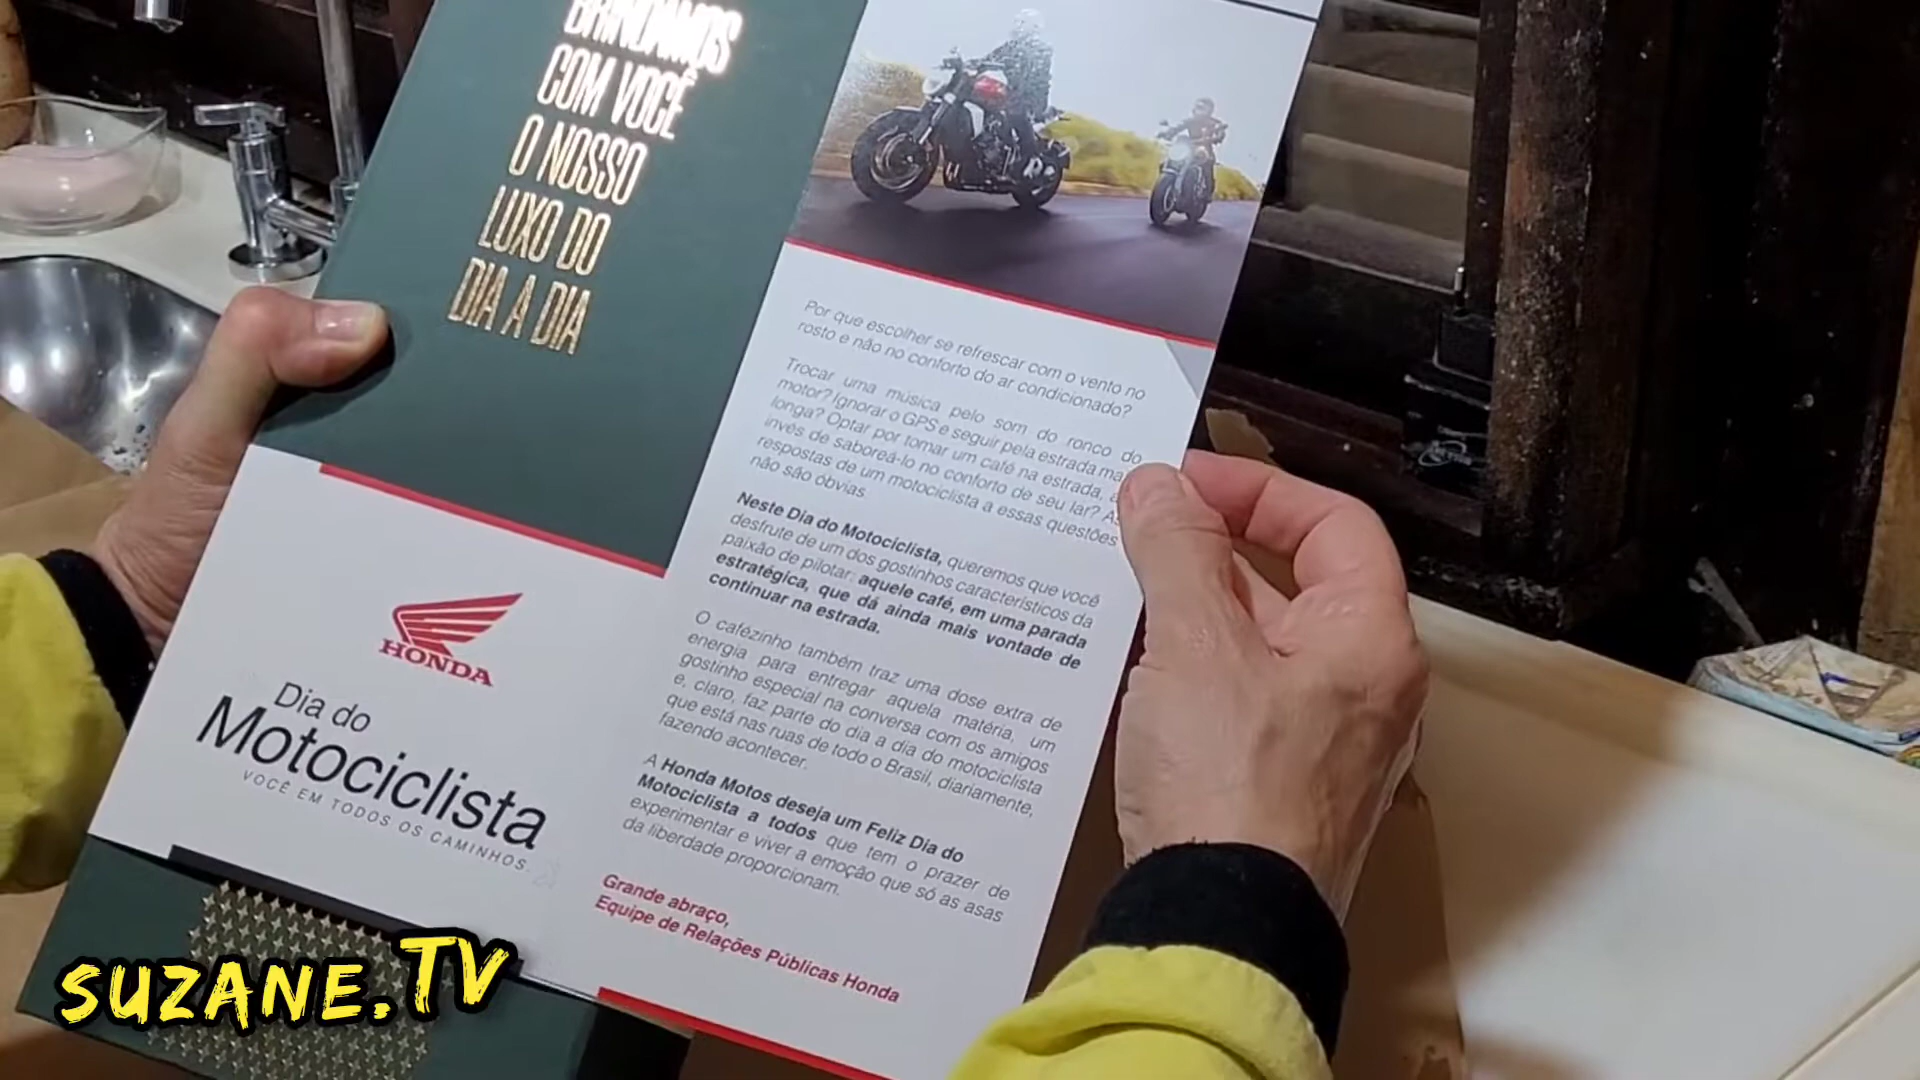 BRINDAMOS
COM VOCÊ
O NOSSO
LUXO DO
DIA A DIA
HONDA
Dia do
Motociclista
VOCÊ EM TODOS OS CAMINHOS.
Por que escolher se refrescar com o vento no
rosto e não no conforto do ar condicionado?
Trocar uma música pelo som do ronco do
motor? Ignorar o GPS e seguir pela estrada ma
longa? Optar por tomar um café na estrada, a
invés de saboreá-lo no conforto de seu lar? As
respostas de um motociclista a essas questões
não são óbvias.
Neste Dia do Motociclista, queremos que você
desfrute de um dos gostinhos característicos da
paixão de pilotar: aquele café, em uma parada
estratégica, que dá ainda mais vontade de
continuar na estrada.
O cafézinho também traz uma dose extra de
energia para entregar aquela matéria, um
gostinho especial na conversa com os amigos
e, claro, faz parte do dia a dia do motociclista
que está nas ruas de todo o Brasil, diariamente,
fazendo acontecer.
A Honda Motos deseja um Feliz Dia do
Motociclista a todos que tem o prazer de
experimentar e viver a emoção que só as asas
da liberdade proporcionam.
Grande abraço,
Equipe de Relações Públicas Honda
SUZANE.TV